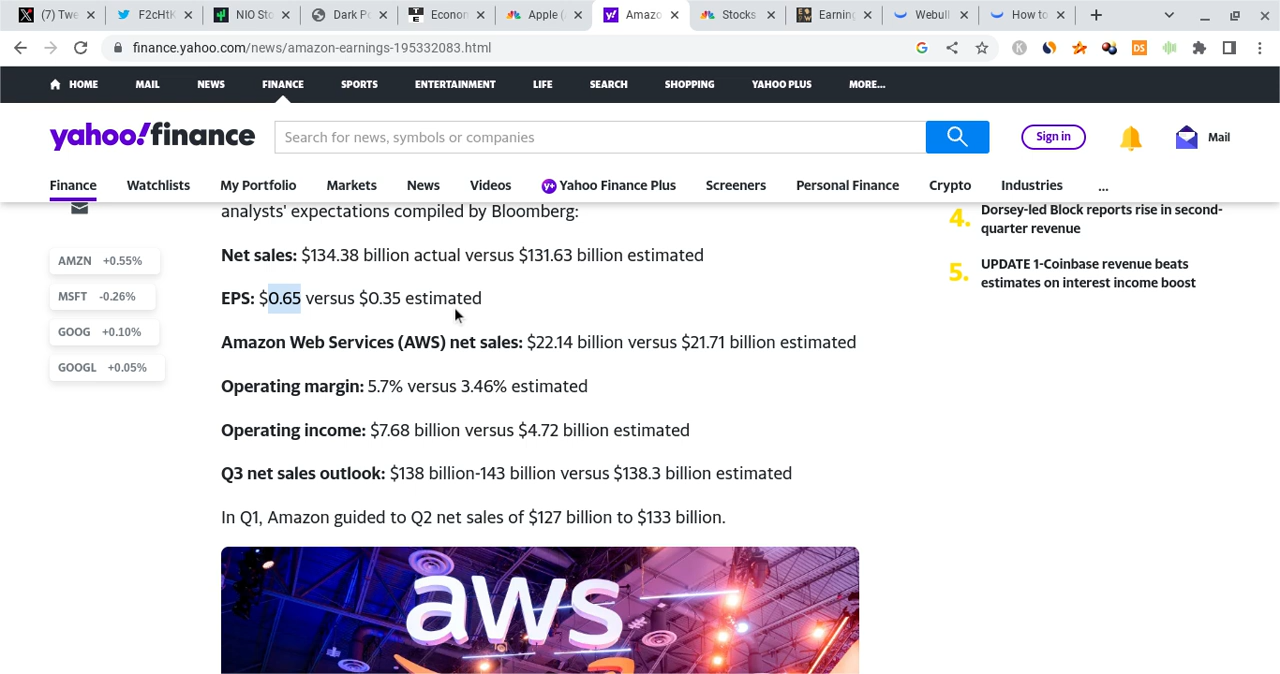 (7) Twe
F2cHtK
NIO Sto
Dark Po
Econom
Apple (
Amazo
Stocks
Earning
Webull
How to
finance.yahoo.com/news/amazon-earnings-195332083.html
HOME MAIL NEWS FINANCE SPORTS ENTERTAINMENT LIFE SEARCH SHOPPING YAHOO PLUS MORE...
yahoo!finance
Search for news, symbols or companies
Sign in
Mail
Finance Watchlists My Portfolio Markets News Videos Yahoo Finance Plus Screeners Personal Finance Crypto Industries ...
analysts' expectations compiled by Bloomberg:
Net sales: $134.38 billion actual versus $131.63 billion estimated
EPS: $0.65 versus $0.35 estimated
Amazon Web Services (AWS) net sales: $22.14 billion versus $21.71 billion estimated
Operating margin: 5.7% versus 3.46% estimated
Operating income: $7.68 billion versus $4.72 billion estimated
Q3 net sales outlook: $138 billion-143 billion versus $138.3 billion estimated
In Q1, Amazon guided to Q2 net sales of $127 billion to $133 billion.
aws
AMZN +0.55%
MSFT -0.26%
GOOG +0.10%
GOOGL +0.05%
4. Dorsey-led Block reports rise in second-
quarter revenue
5. UPDATE 1-Coinbase revenue beats
estimates on interest income boost